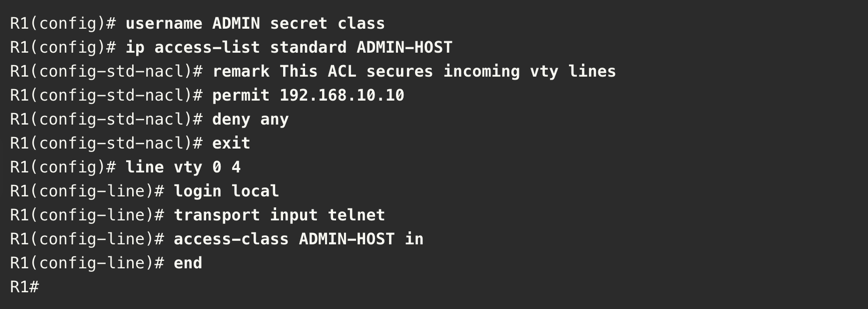 R1(config)# username ADMIN secret class
R1(config)# ip access-list standard ADMIN-HOST
R1(config-std-nacl)# remark This ACL secures incoming vty lines
R1(config-std-nacl)# permit 192.168.10.10
R1(config-std-nacl)# deny any
R1(config-std-nacl)# exit
R1(config)# line vty 0 4
R1(config-line)# login local
R1(config-line)# transport input telnet
R1(config-line)# access-class ADMIN-HOST in
R1(config-line)# end
R1#